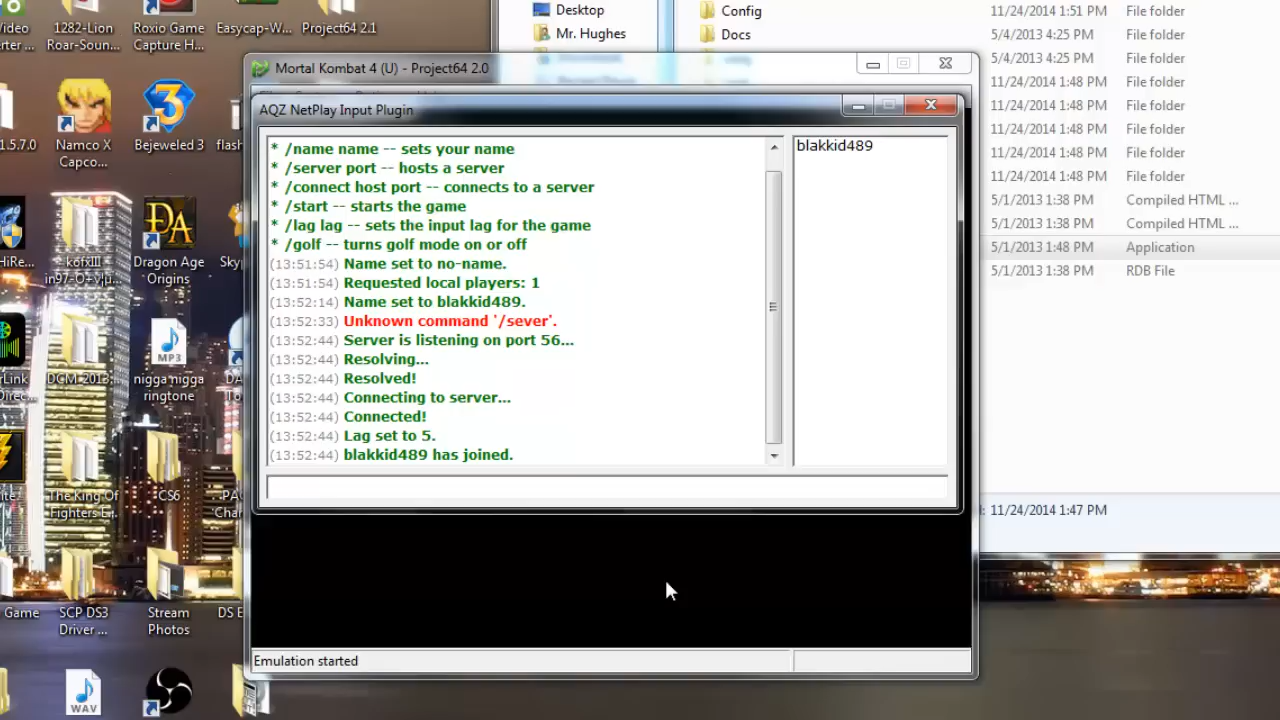 Video
erter ...
1282-Lion
Roar-Soun...
Roxio Game
Capture H...
Easycap-W...
Project64 2.1
Desktop
Mr. Hughes
Config
Docs
11/24/2014 1:51 PM File folder
5/4/2013 4:25 PM File folder
5/4/2013 4:25 PM File folder
11/24/2014 1:48 PM File folder
11/24/2014 1:48 PM File folder
11/24/2014 1:48 PM File folder
11/24/2014 1:48 PM File folder
11/24/2014 1:48 PM File folder
5/1/2013 1:38 PM Compiled HTML ...
5/1/2013 1:38 PM Compiled HTML ...
5/1/2013 1:48 PM Application
5/1/2013 1:38 PM RDB File
11/24/2014 1:47 PM
Mortal Kombat 4 (U) - Project64 2.0
AQZ NetPlay Input Plugin
* /name name -- sets your name
* /server port -- hosts a server
* /connect host port -- connects to a server
* /start -- starts the game
* /lag lag -- sets the input lag for the game
* /golf -- turns golf mode on or off
(13:51:54) Name set to no-name.
(13:51:54) Requested local players: 1
(13:52:14) Name set to blakkid489.
(13:52:33) Unknown command '/sever'.
(13:52:44) Server is listening on port 56...
(13:52:44) Resolving...
(13:52:44) Resolved!
(13:52:44) Connecting to server...
(13:52:44) Connected!
(13:52:44) Lag set to 5.
(13:52:44) blakkid489 has joined.
blakkid489
Emulation started
1.5.7.0
Namco X
Capco...
Bejeweled 3
flash
HiRe...
kofxIII
Dragon Age
Origins
Sky
rLink
Direc...
DCM 2013
MP3
nigga nigga
ringtone
The King Of
Fighters E...
CS6
Game
SCP DS3
Driver ...
Stream
Photos
DS E
WAV